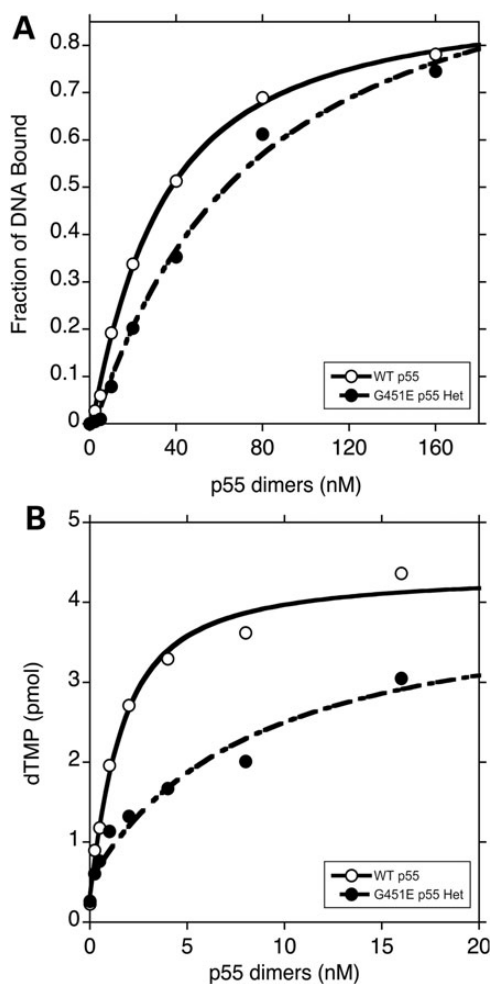 A
0.8
0.7
0.6
0.5
0.4
0.3
0.2
0.1
0
Fraction of DNA Bound
WT p55
G451E p55 Het
0 40 80 120 160
p55 dimers (nM)
B
5
4
3
2
1
0
dTMP (pmol)
WT p55
G451E p55 Het
0 5 10 15 20
p55 dimers (nM)